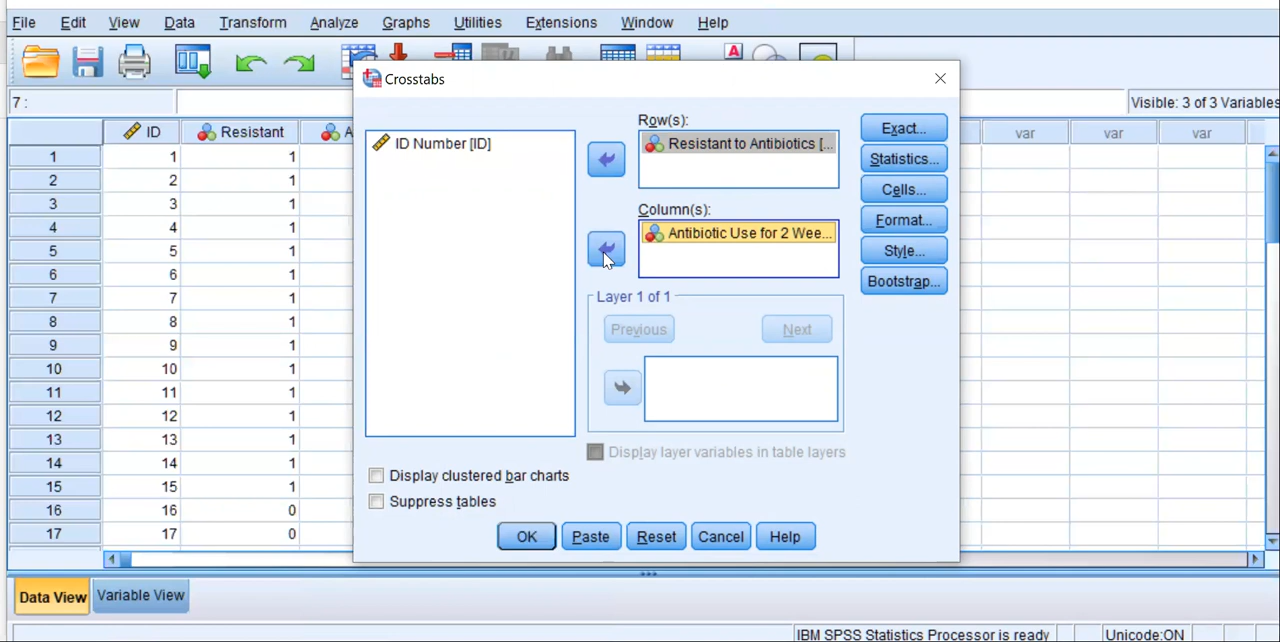 File Edit View Data Transform Analyze Graphs Utilities Extensions Window Help
A
Crosstabs
7 :
Visible: 3 of 3 Variables
ID Resistant A var var var
ID Number [ID]
Row(s):
Resistant to Antibiotics [...
Exact...
Statistics...
Cells...
Column(s):
Antibiotic Use for 2 Wee...
Format...
Style...
Bootstrap...
Layer 1 of 1
Previous Next
Display layer variables in table layers
Display clustered bar charts
Suppress tables
OK Paste Reset Cancel Help
1 1 1
2 2 1
3 3 1
4 4 1
5 5 1
6 6 1
7 7 1
8 8 1
9 9 1
10 10 1
11 11 1
12 12 1
13 13 1
14 14 1
15 15 1
16 16 0
17 17 0
Data View Variable View
IBM SPSS Statistics Processor is ready Unicode:ON